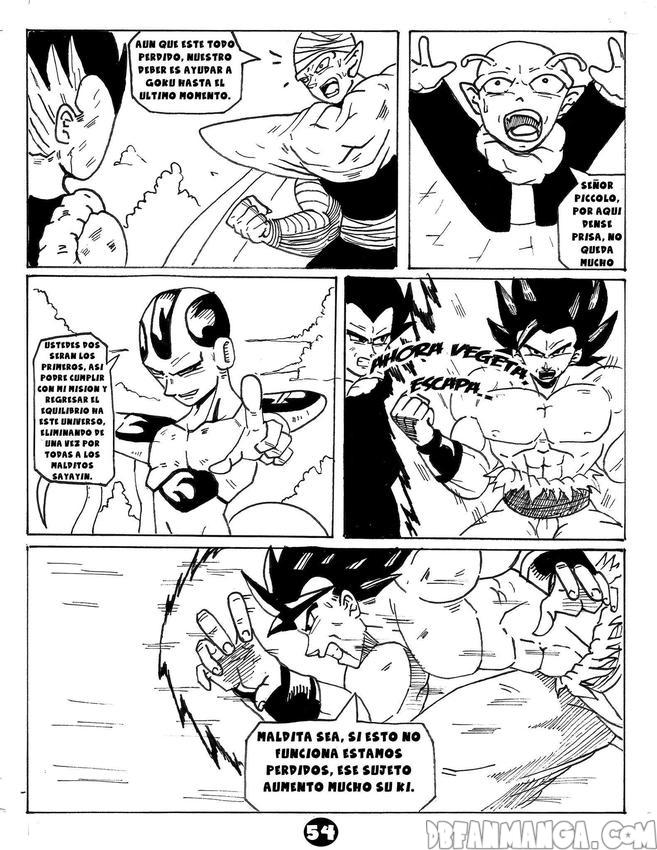 AUN QUE ESTE TODO
PERDIDO, NUESTRO
DEBER ES AYUDAR A
GOKU HASTA EL
ULTIMO MOMENTO.
SEÑOR
PICCOLO,
POR AQUI
DENSE
PRISA, NO
QUEDA
MUCHO
USTEDES DOS
SERAN LOS
PRIMEROS, ASI
PODRE CUMPLIR
CON MI MISION Y
REGRESAR EL
EQUILIBRIO HA
ESTE UNIVERSO,
ELIMINANDO DE
UNA VEZ POR
TODAS A LOS
MALDITOS
SAYAYIN.
AHORA VEGETA.
ESCAPA..
MALDITA SEA, SI ESTO NO
FUNCIONA ESTAMOS
PERDIDOS, ESE SUJETO
AUMENTO MUCHO SU KI.
54
DBFANMANGA.COM